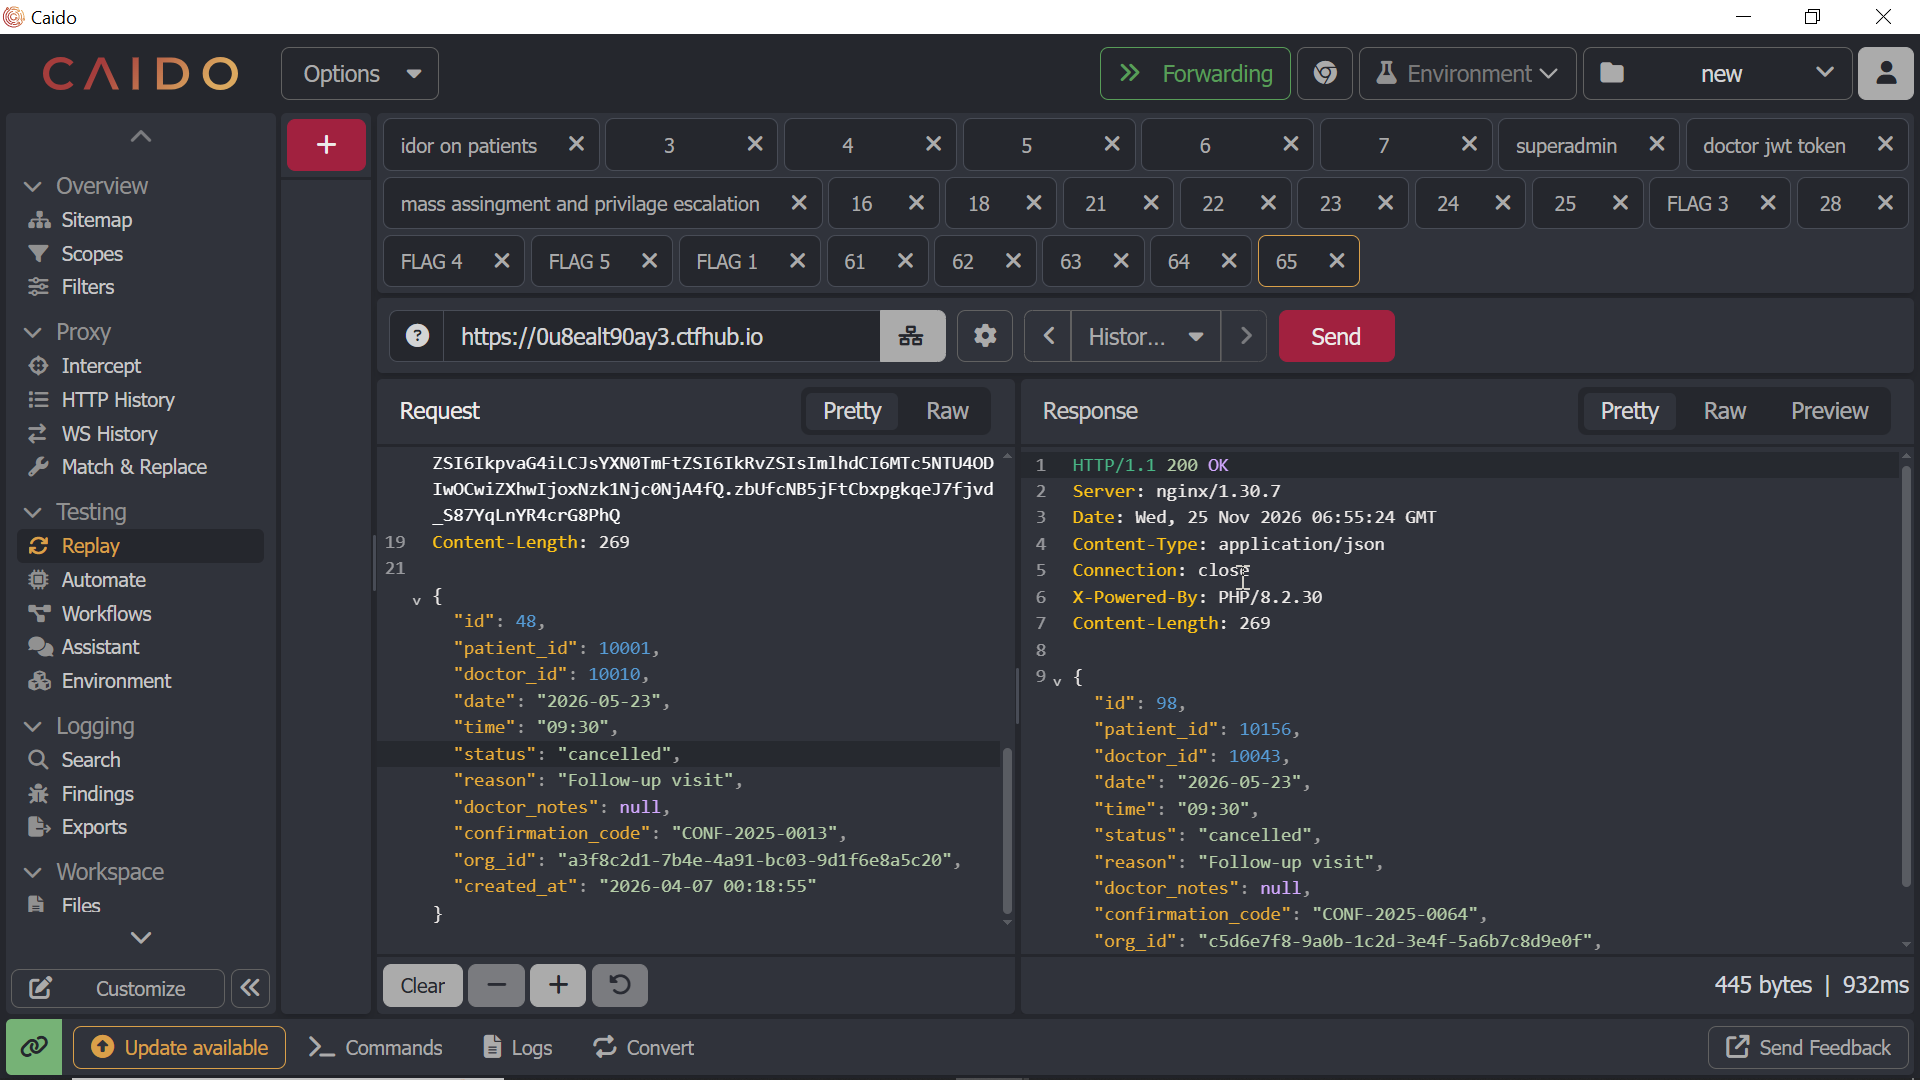 Caido
CAIDO
Options
Forwarding
Environment
new
Overview
Sitemap
Scopes
Filters
Proxy
Intercept
HTTP History
WS History
Match & Replace
Testing
Replay
Automate
Workflows
Assistant
Environment
Logging
Search
Findings
Exports
Workspace
Files
Customize
+
idor on patients
3
4
5
6
7
superadmin
doctor jwt token
mass assingment and privilage escalation
16
18
21
22
23
24
25
FLAG 3
28
FLAG 4
FLAG 5
FLAG 1
61
62
63
64
65
https://0u8ealt90ay3.ctfhub.io
Histor...
Send
Request
Pretty
Raw
ZSI6IkpvaG4iLCJsYXN0TmFtZSI6IkRvZSIsImlhdCI6MTc5NTU4OD
IwOCwiZXhwIjoxNzk1Njc0NjA4fQ.zbUfcNB5jFtCbxpgkqeJ7fjvd
_S87YqLnYR4crG8PhQ
19 Content-Length: 269
21
{
"id": 48,
"patient_id": 10001,
"doctor_id": 10010,
"date": "2026-05-23",
"time": "09:30",
"status": "cancelled",
"reason": "Follow-up visit",
"doctor_notes": null,
"confirmation_code": "CONF-2025-0013",
"org_id": "a3f8c2d1-7b4e-4a91-bc03-9d1f6e8a5c20",
"created_at": "2026-04-07 00:18:55"
}
Clear
Response
Pretty
Raw
Preview
1 HTTP/1.1 200 OK
2 Server: nginx/1.30.7
3 Date: Wed, 25 Nov 2026 06:55:24 GMT
4 Content-Type: application/json
5 Connection: close
6 X-Powered-By: PHP/8.2.30
7 Content-Length: 269
8
9 {
"id": 98,
"patient_id": 10156,
"doctor_id": 10043,
"date": "2026-05-23",
"time": "09:30",
"status": "cancelled",
"reason": "Follow-up visit",
"doctor_notes": null,
"confirmation_code": "CONF-2025-0064",
"org_id": "c5d6e7f8-9a0b-1c2d-3e4f-5a6b7c8d9e0f",
445 bytes | 932ms
Update available
Commands
Logs
Convert
Send Feedback